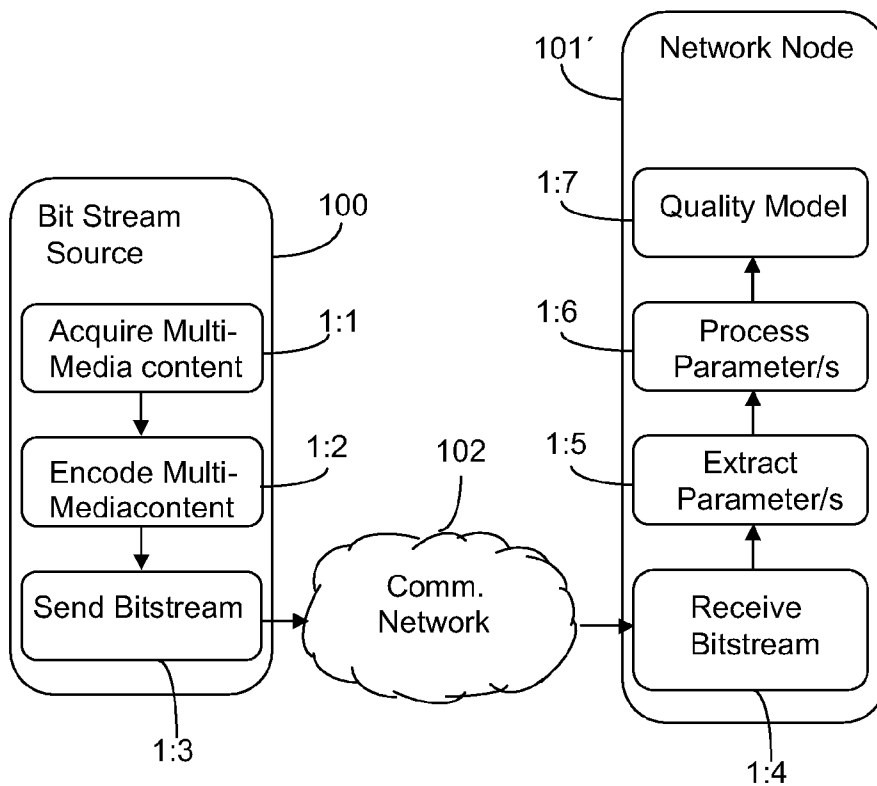 101´
Network Node
1:7
Quality Model
1:6
Process
Parameter/s
1:5
Extract
Parameter/s
Receive
Bitstream
1:4
Bit Stream
Source
100
Acquire Multi-
Media content
1:1
Encode Multi-
Mediacontent
1:2
Send Bitstream
1:3
102
Comm.
Network